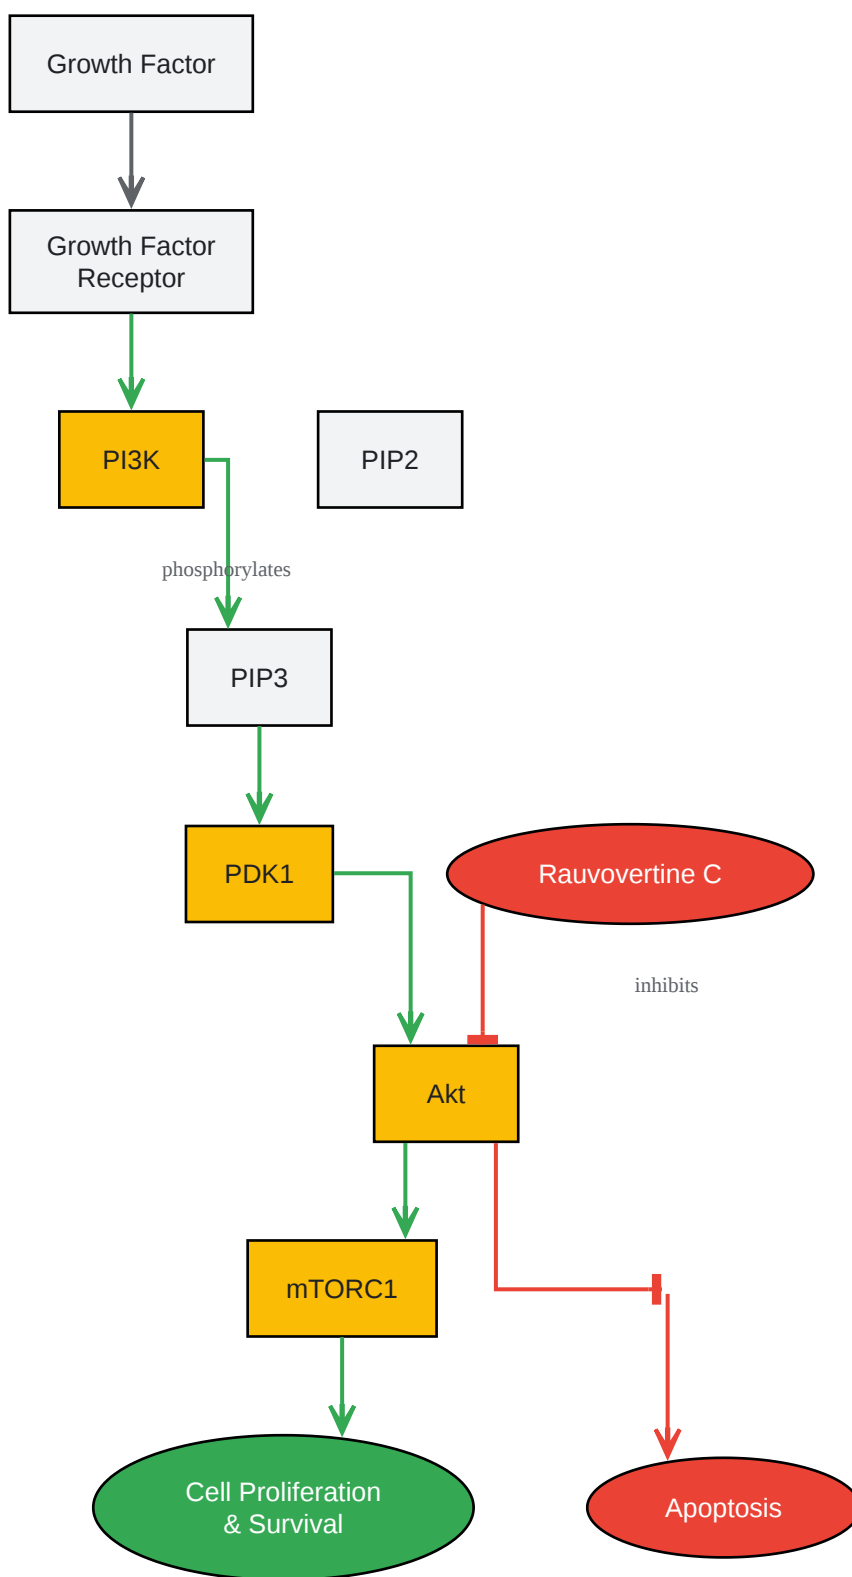 Growth Factor
Growth Factor
Receptor
PI3K
PIP2
phosphorylates
PIP3
PDK1
Rauvovertine C
inhibits
Akt
mTORC1
Cell Proliferation
& Survival
Apoptosis